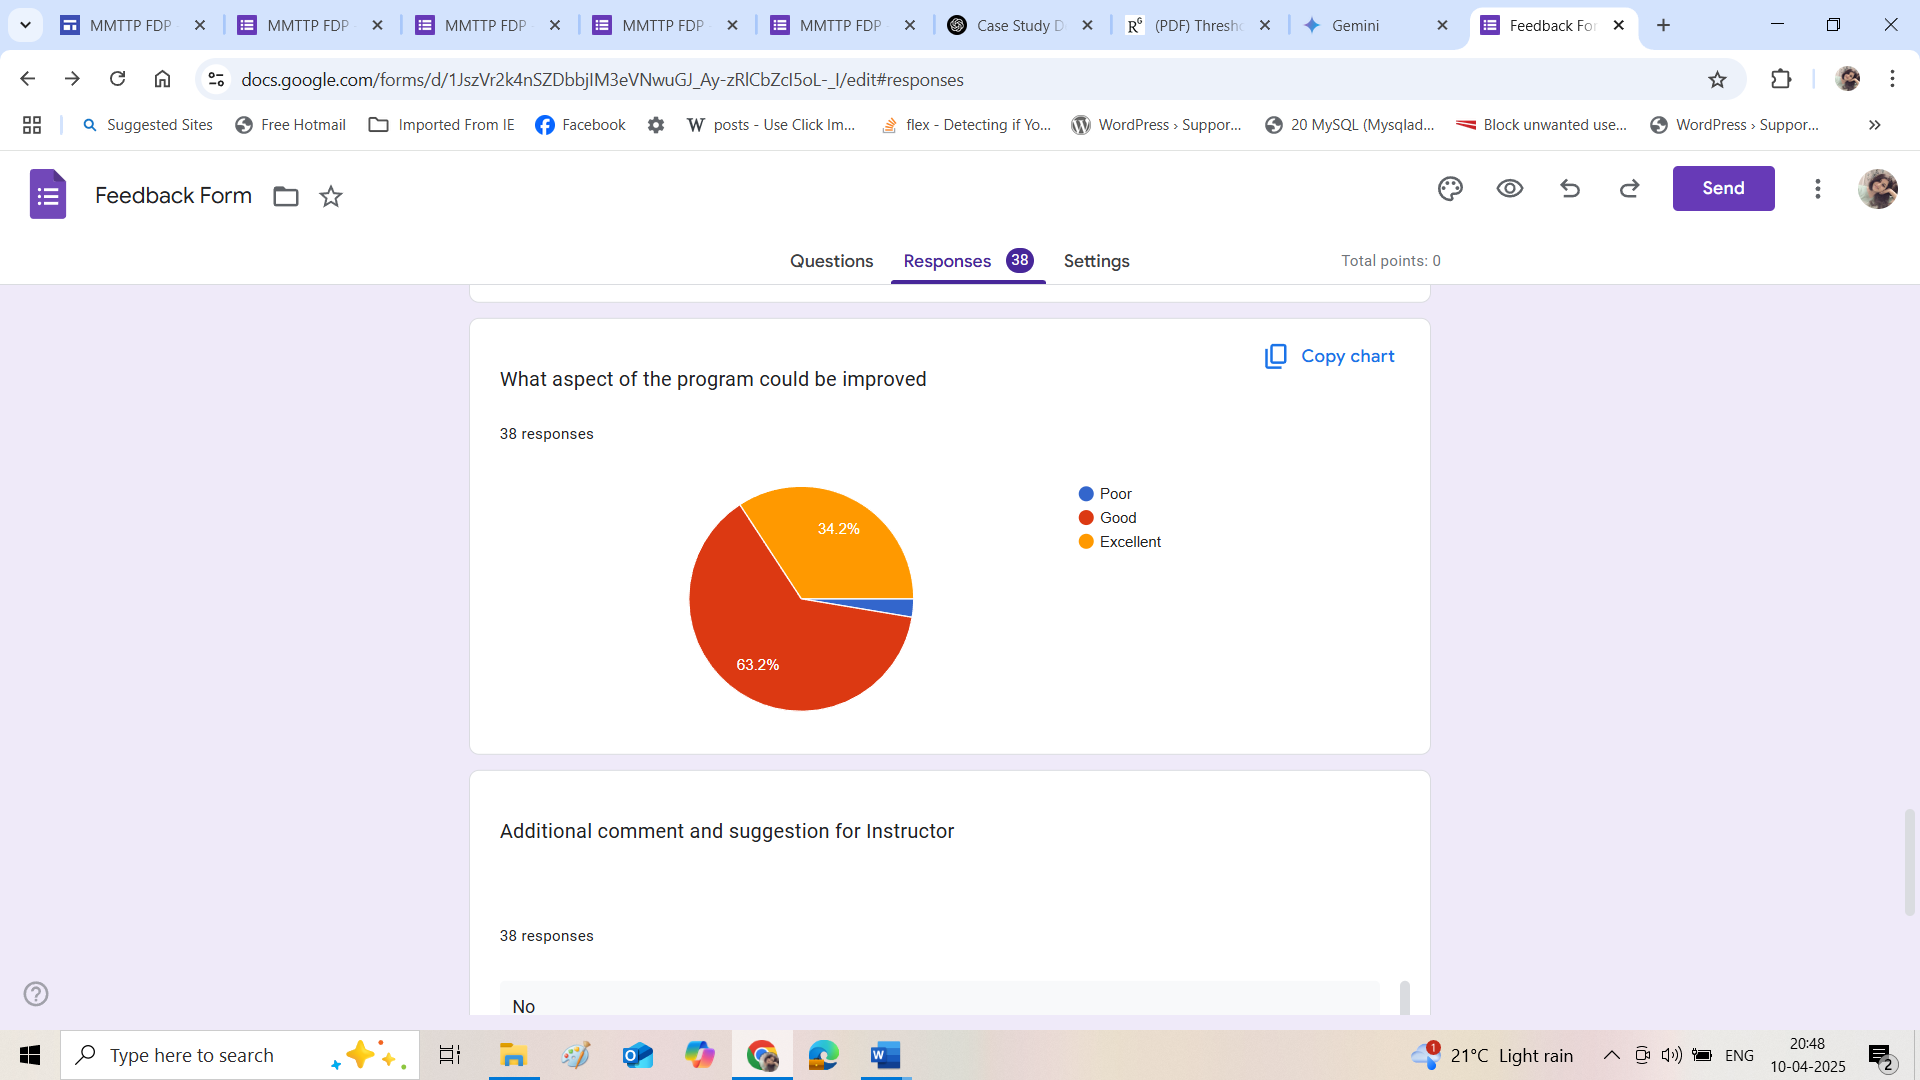 MMTTP FDP
MMTTP FDP
MMTTP FDP
MMTTP FDP
MMTTP FDP
Case Study D
(PDF) Thresho
Gemini
Feedback For
docs.google.com/forms/d/1JszVr2k4nSZDbbjIM3eVNwuGJ_Ay-zRlCbZcI5oL-_I/edit#responses
Suggested Sites
Free Hotmail
Imported From IE
Facebook
posts - Use Click Im...
flex - Detecting if Yo...
WordPress › Suppor...
20 MySQL (Mysqlad...
Block unwanted use...
WordPress › Suppor...
Feedback Form
Send
Questions
Responses 38
Settings
Total points: 0
Copy chart
What aspect of the program could be improved
38 responses
34.2%
63.2%
Poor
Good
Excellent
Additional comment and suggestion for Instructor
38 responses
No
Type here to search
1
21°C Light rain
ENG
20:48
10-04-2025
2